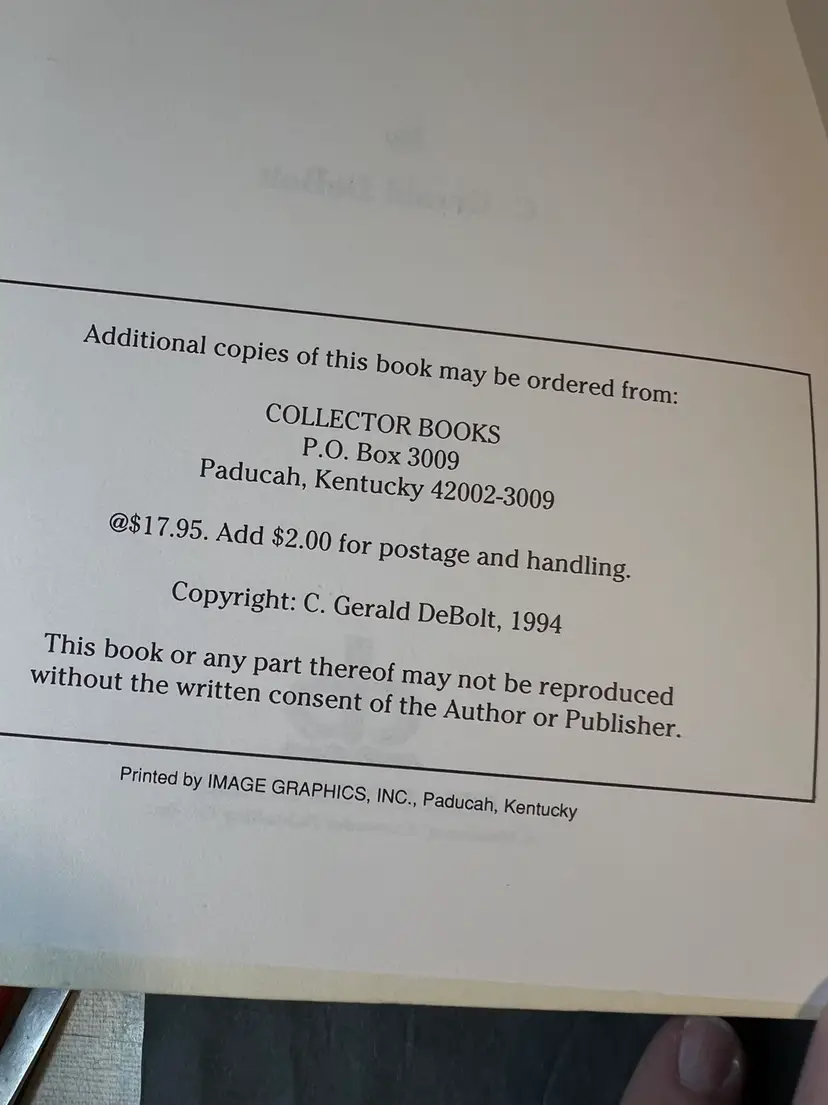 Additional copies of this book may be ordered from:
COLLECTOR BOOKS
P.O. Box 3009
Paducah, Kentucky 42002-3009
@$17.95. Add $2.00 for postage and handling.
Copyright: C. Gerald DeBolt, 1994
This book or any part thereof may not be reproduced
without the written consent of the Author or Publisher.
Printed by IMAGE GRAPHICS, INC., Paducah, Kentucky